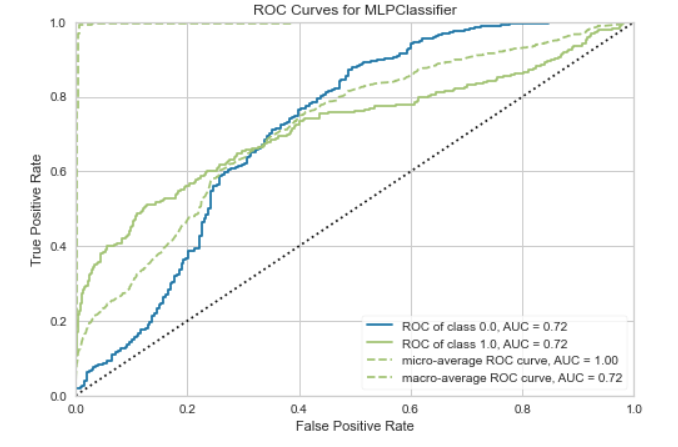 ROC Curves for MLPClassifier
1.0
0.8
0.6
0.4
0.2
0.0
True Positive Rate
ROC of class 0.0, AUC = 0.72
ROC of class 1.0, AUC = 0.72
micro-average ROC curve, AUC = 1.00
macro-average ROC curve, AUC = 0.72
0.0 0.2 0.4 0.6 0.8 1.0
False Positive Rate